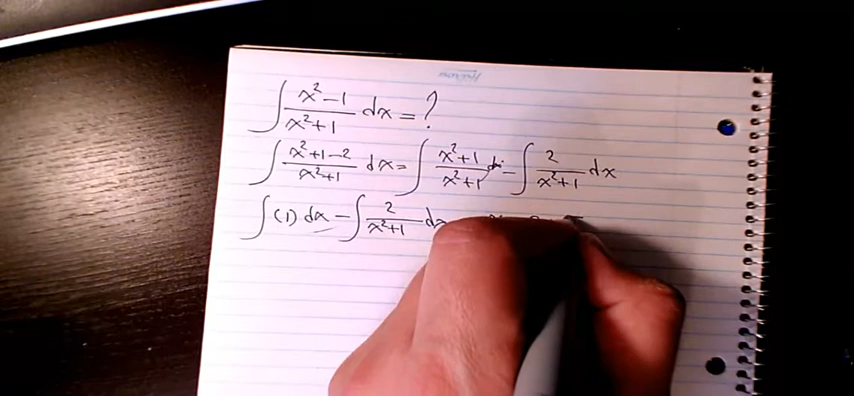 ∫ (x² - 1)/(x² + 1) dx = ?
∫ (x² + 1 - 2)/(x² + 1) dx = ∫ (x² + 1)/(x² + 1) dx - ∫ 2/(x² + 1) dx
∫ (1) dx - ∫ 2/(x² + 1) dx